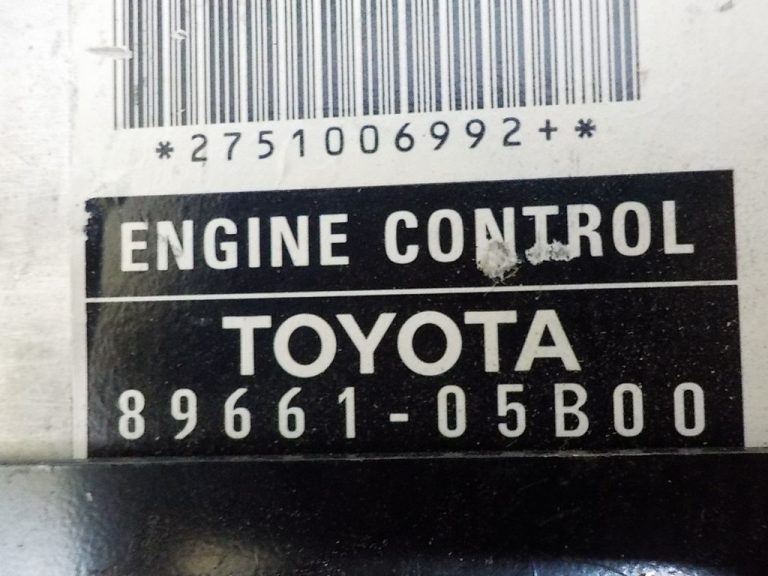 *2751006992+*
ENGINE CONTROL
TOYOTA
89661-05B00